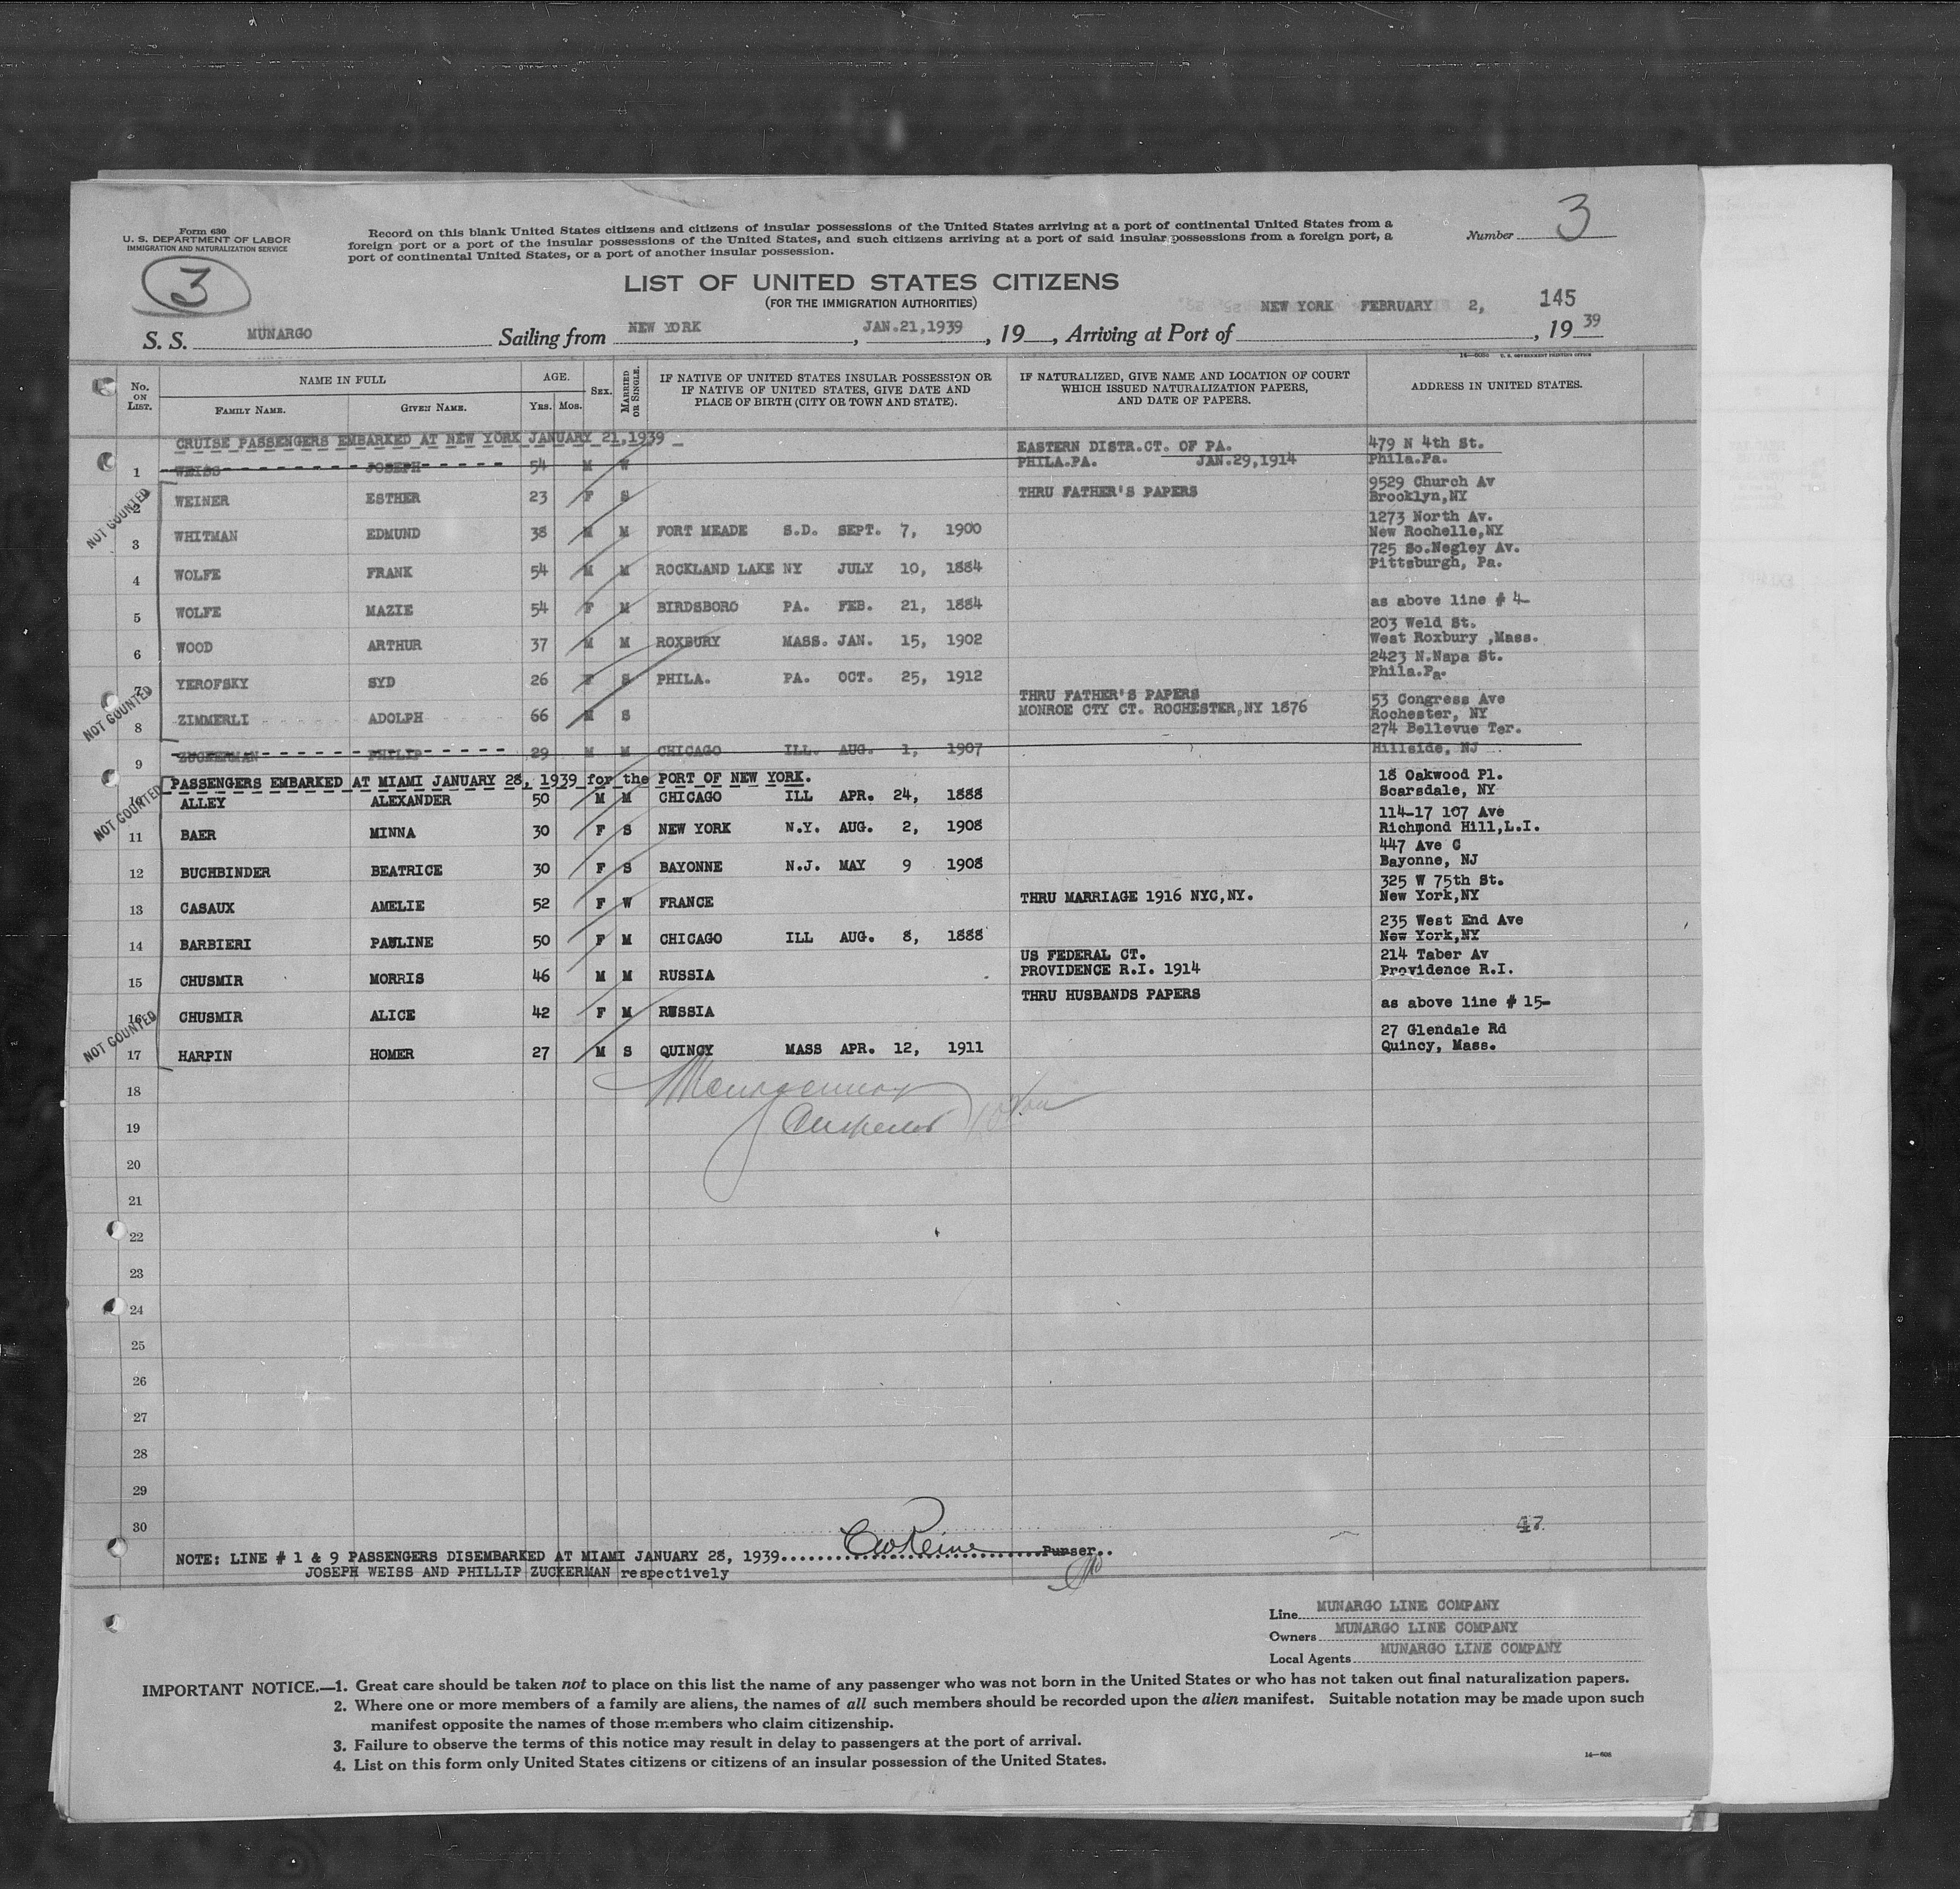 Form 630
U. S. DEPARTMENT OF LABOR
IMMIGRATION AND NATURALIZATION SERVICE
3
Record on this blank United States citizens and citizens of insular possessions of the United States arriving at a port of continental United States from a
foreign port or a port of the insular possessions of the United States, and such citizens arriving at a port of said insular possessions from a foreign port, a
port of continental United States, or a port of another insular possession.
Number 3
LIST OF UNITED STATES CITIZENS
(FOR THE IMMIGRATION AUTHORITIES)
145
S. S. MUNARGO Sailing from NEW YORK, JAN.21,1939, 19 , Arriving at Port of NEW YORK FEBRUARY 2, , 19 39
No. ON LIST. NAME IN FULL AGE. SEX. MARRIED OR SINGLE. IF NATIVE OF UNITED STATES INSULAR POSSESSION OR IF NATIVE OF UNITED STATES, GIVE DATE AND PLACE OF BIRTH (CITY OR TOWN AND STATE). IF NATURALIZED, GIVE NAME AND LOCATION OF COURT WHICH ISSUED NATURALIZATION PAPERS, AND DATE OF PAPERS. ADDRESS IN UNITED STATES.
FAMILY NAME. GIVEN NAME. YRS. MOS.
CRUISE PASSENGERS EMBARKED AT NEW YORK JANUARY 21,1939
1 WEISS JOSEPH 54 M W EASTERN DISTR.CT. OF PA. PHILA.PA. JAN.29,1914 479 N 4th St. Phila.Pa.
2 WEINER ESTHER 23 F S THRU FATHER'S PAPERS 9529 Church Av Brooklyn,NY
NOT COUNTED
3 WHITMAN EDMUND 38 M M FORT MEADE S.D. SEPT. 7, 1900 1273 North Av. New Rochelle,NY
4 WOLFE FRANK 54 M M ROCKLAND LAKE NY JULY 10, 1884 725 So.Negley Av. Pittsburgh, Pa.
5 WOLFE MAZIE 54 F M BIRDSBORO PA. FEB. 21, 1884 as above line # 4-
6 WOOD ARTHUR 37 M M ROXBURY MASS. JAN. 15, 1902 203 Weld St. West Roxbury ,Mass.
7 YEROFSKY SYD 26 F S PHILA. PA. OCT. 25, 1912 2423 N.Napa St. Phila.Pa.
NOT COUNTED
8 ZIMMERLI ADOLPH 66 M S THRU FATHER'S PAPERS MONROE CTY CT. ROCHESTER,NY 1876 53 Congress Ave Rochester, NY
9 ZUCKERMAN PHILIP 29 M M CHICAGO ILL. AUG. 1, 1907 274 Bellevue Ter. Hillside, NJ
PASSENGERS EMBARKED AT MIAMI JANUARY 28, 1939 for the PORT OF NEW YORK.
10 ALLEY ALEXANDER 50 M M CHICAGO ILL APR. 24, 1888 18 Oakwood Pl. Scarsdale, NY
NOT COUNTED
11 BAER MINNA 30 F S NEW YORK N.Y. AUG. 2, 1908 114-17 107 Ave Richmond Hill,L.I.
12 BUCHBINDER BEATRICE 30 F S BAYONNE N.J. MAY 9 1908 447 Ave C Bayonne, NJ
13 CASAUX AMELIE 52 F W FRANCE THRU MARRIAGE 1916 NYC,NY. 325 W 75th St. New York,NY
14 BARBIERI PAULINE 50 F M CHICAGO ILL AUG. 8, 1888 235 West End Ave New York,NY
15 CHUSMIR MORRIS 46 M M RUSSIA US FEDERAL CT. PROVIDENCE R.I. 1914 214 Taber Av Providence R.I.
16 CHUSMIR ALICE 42 F M RUSSIA THRU HUSBANDS PAPERS as above line # 15-
NOT COUNTED
17 HARPIN HOMER 27 M S QUINCY MASS APR. 12, 1911 27 Glendale Rd Quincy, Mass.
18
19
20
21
22
23
24
25
26
27
28
29
30
47
NOTE: LINE # 1 & 9 PASSENGERS DISEMBARKED AT MIAMI JANUARY 28, 1939 Purser..
JOSEPH WEISS AND PHILLIP ZUCKERMAN respectively
Line MUNARGO LINE COMPANY
Owners MUNARGO LINE COMPANY
Local Agents MUNARGO LINE COMPANY
IMPORTANT NOTICE.—1. Great care should be taken not to place on this list the name of any passenger who was not born in the United States or who has not taken out final naturalization papers.
2. Where one or more members of a family are aliens, the names of all such members should be recorded upon the alien manifest. Suitable notation may be made upon such
manifest opposite the names of those members who claim citizenship.
3. Failure to observe the terms of this notice may result in delay to passengers at the port of arrival.
4. List on this form only United States citizens or citizens of an insular possession of the United States.